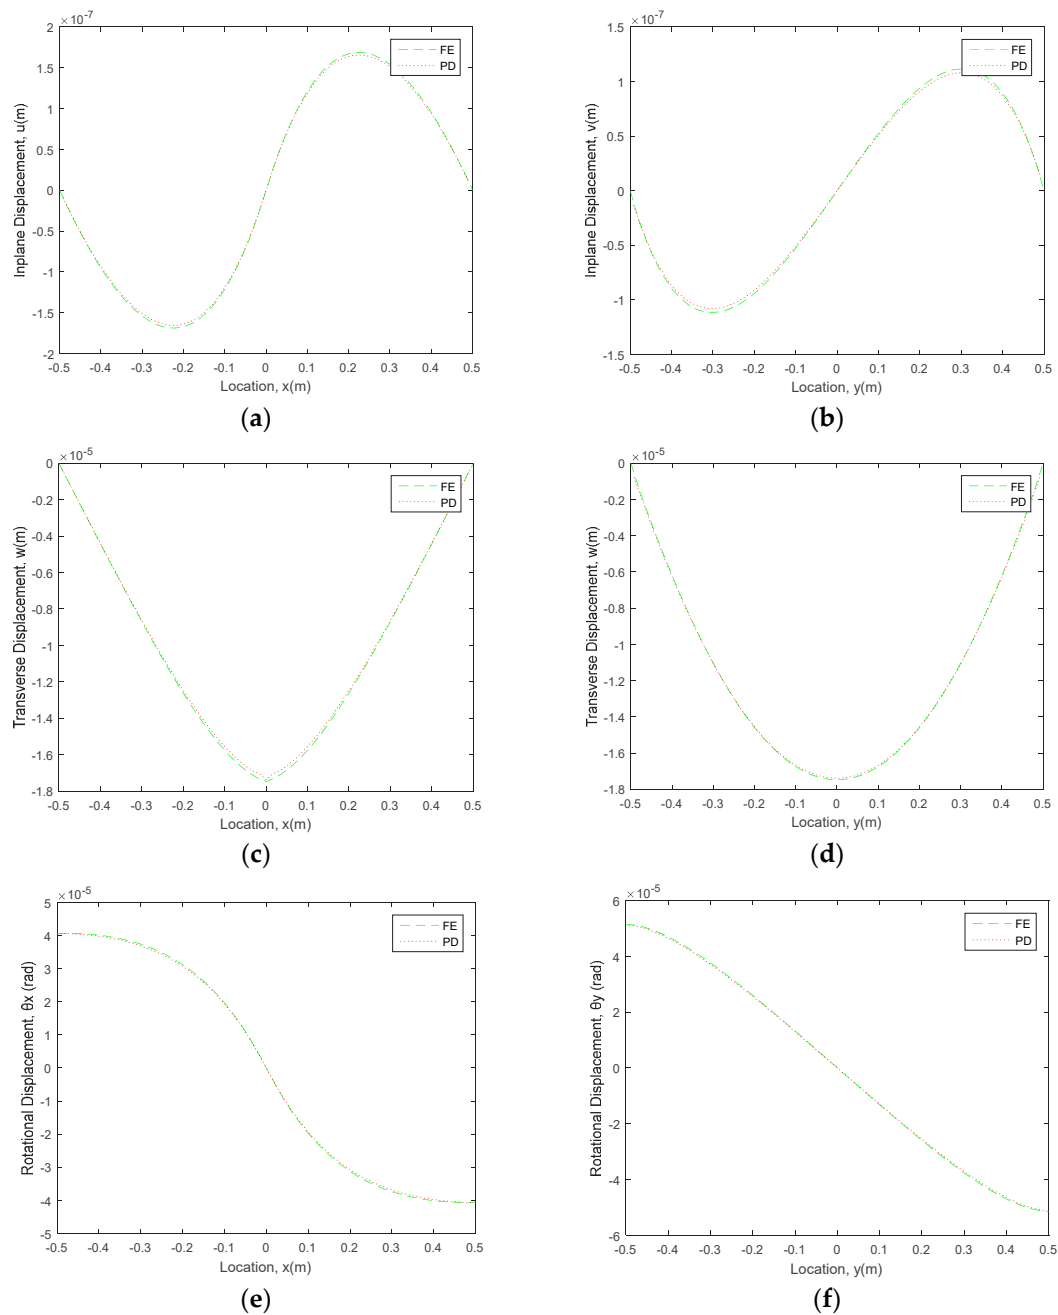 ×10-7
2
1.5
1
0.5
0
-0.5
-1
-1.5
-2
Inplane Displacement, u(m)
FE
PD
-0.5 -0.4 -0.3 -0.2 -0.1 0 0.1 0.2 0.3 0.4 0.5
Location, x(m)
(a)
×10-7
1.5
1
0.5
0
-0.5
-1
-1.5
Inplane Displacement, v(m)
FE
PD
-0.5 -0.4 -0.3 -0.2 -0.1 0 0.1 0.2 0.3 0.4 0.5
Location, y(m)
(b)
×10-5
0
-0.2
-0.4
-0.6
-0.8
-1
-1.2
-1.4
-1.6
-1.8
Transverse Displacement, w(m)
FE
PD
-0.5 -0.4 -0.3 -0.2 -0.1 0 0.1 0.2 0.3 0.4 0.5
Location, x(m)
(c)
×10-5
0
-0.2
-0.4
-0.6
-0.8
-1
-1.2
-1.4
-1.6
-1.8
Transverse Displacement, w(m)
FE
PD
-0.5 -0.4 -0.3 -0.2 -0.1 0 0.1 0.2 0.3 0.4 0.5
Location, y(m)
(d)
×10-5
5
4
3
2
1
0
-1
-2
-3
-4
-5
Rotational Displacement, θx (rad)
FE
PD
-0.5 -0.4 -0.3 -0.2 -0.1 0 0.1 0.2 0.3 0.4 0.5
Location, x(m)
(e)
×10-5
6
4
2
0
-2
-4
-6
Rotational Displacement, θy (rad)
FE
PD
-0.5 -0.4 -0.3 -0.2 -0.1 0 0.1 0.2 0.3 0.4 0.5
Location, y(m)
(f)